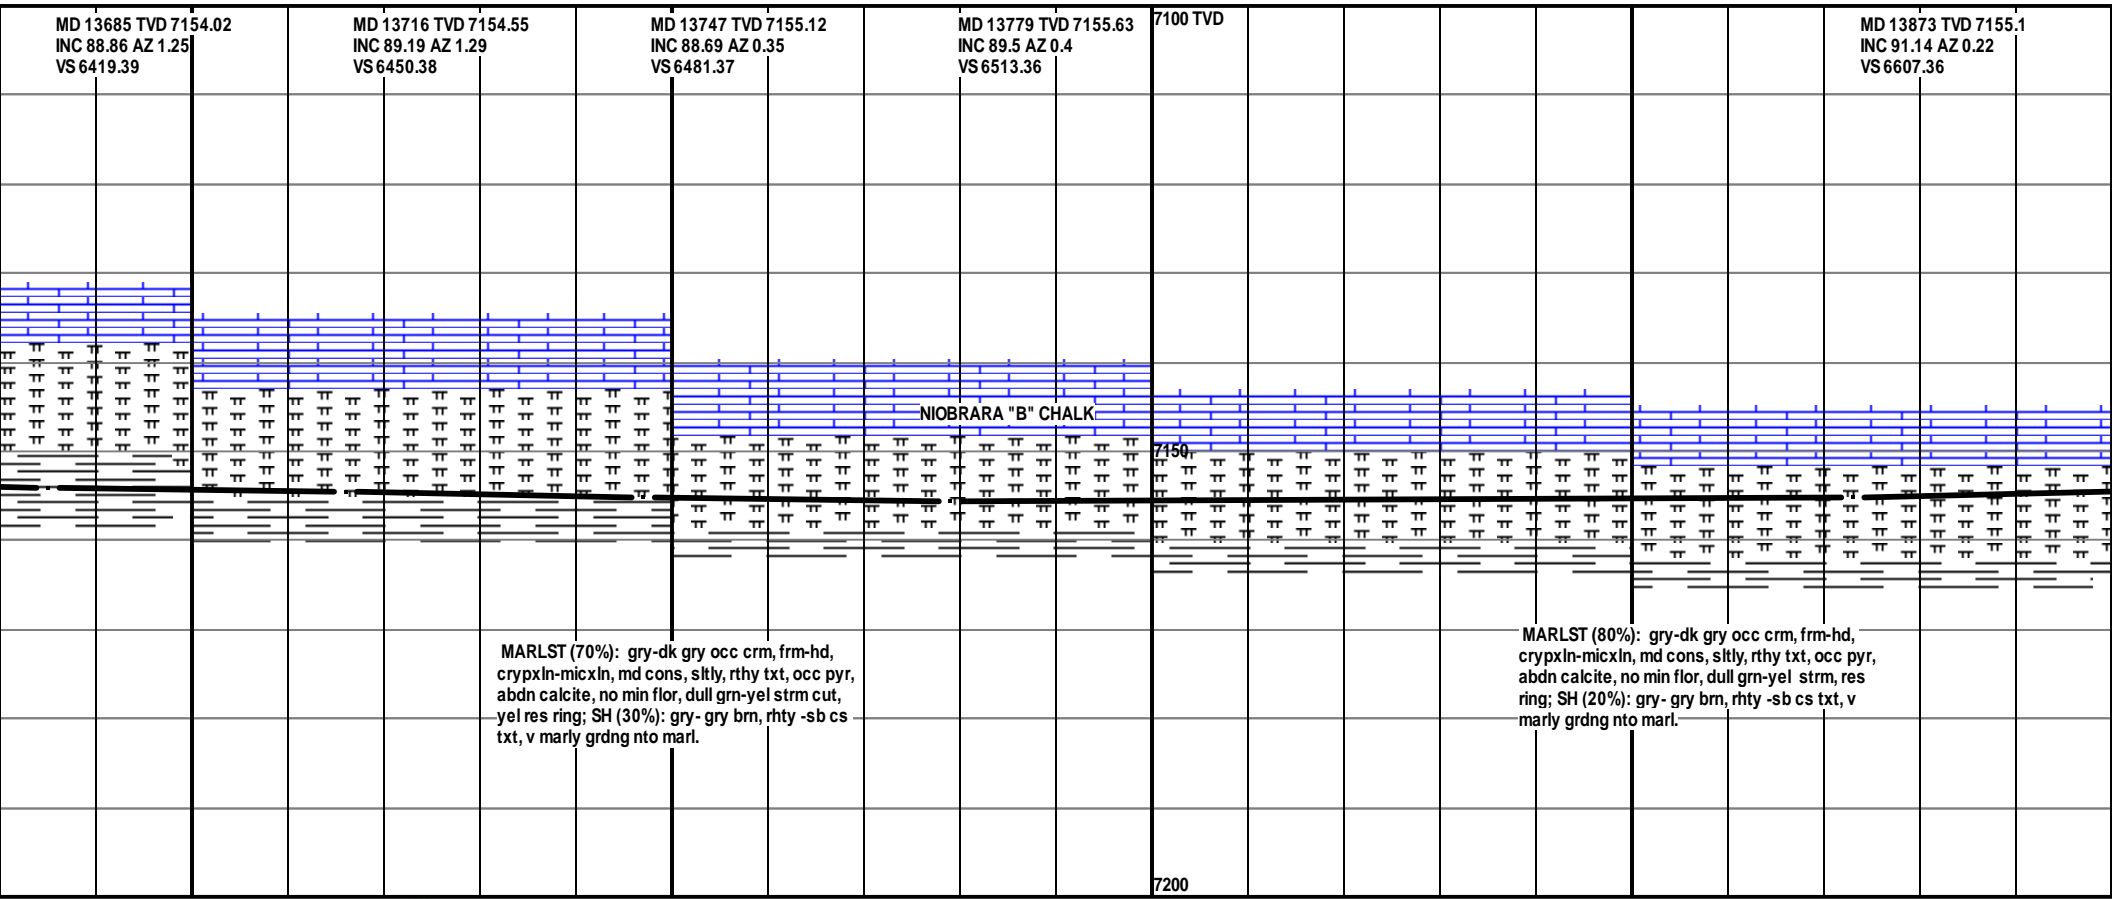 MD 13685 TVD 7154.02
INC 88.86 AZ 1.25
VS 6419.39
MD 13716 TVD 7154.55
INC 89.19 AZ 1.29
VS 6450.38
MD 13747 TVD 7155.12
INC 88.69 AZ 0.35
VS 6481.37
MD 13779 TVD 7155.63
INC 89.5 AZ 0.4
VS 6513.36
7100 TVD
MD 13873 TVD 7155.1
INC 91.14 AZ 0.22
VS 6607.36
NIOBRARA "B" CHALK
7150
MARLST (70%): gry-dk gry occ crm, frm-hd,
crypxln-micxln, md cons, sltly, rthy txt, occ pyr,
abdn calcite, no min flor, dull grn-yel strm cut,
yel res ring; SH (30%): gry- gry brn, rhty -sb cs
txt, v marly grdng nto marl.
MARLST (80%): gry-dk gry occ crm, frm-hd,
crypxln-micxln, md cons, sltly, rthy txt, occ pyr,
abdn calcite, no min flor, dull grn-yel strm, res
ring; SH (20%): gry- gry brn, rhty -sb cs txt, v
marly grdng nto marl.
7200